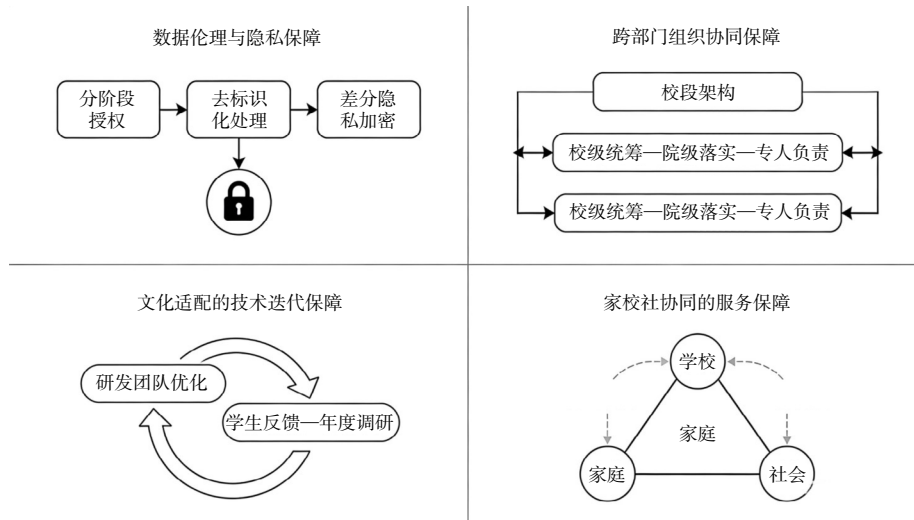 数据伦理与隐私保障
分阶段
授权
去标识
化处理
差分隐
私加密
跨部门组织协同保障
校段架构
校级统筹—院级落实—专人负责
校级统筹—院级落实—专人负责
文化适配的技术迭代保障
研发团队优化
学生反馈—年度调研
家校社协同的服务保障
学校
家庭
家庭
社会